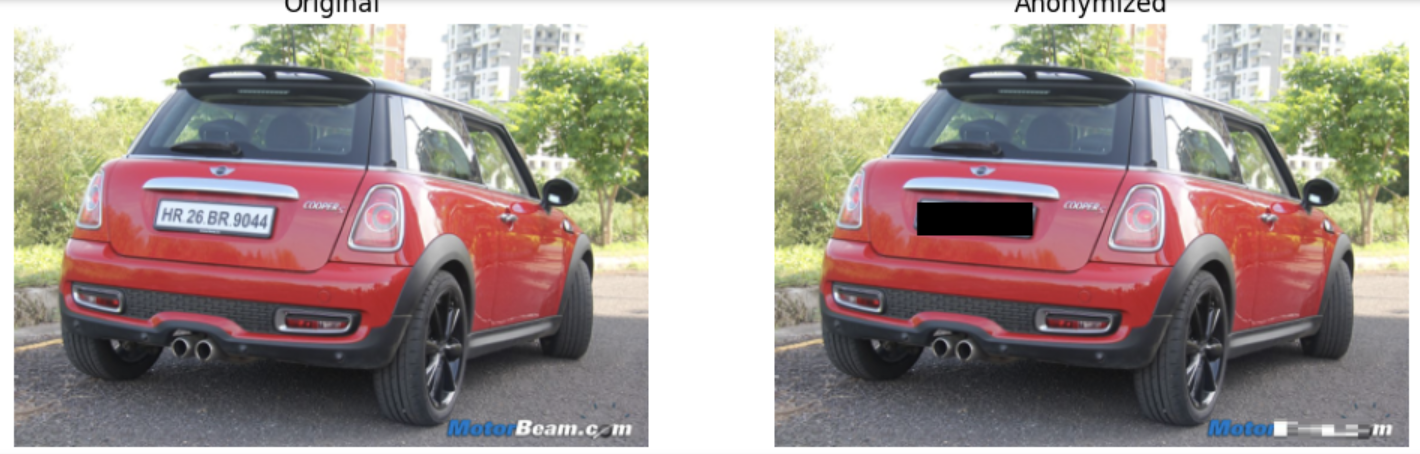 Original
Anonymized
HR 26.BR.9044
COOPER S
COOPER S
MotorBeam.com
Motor m